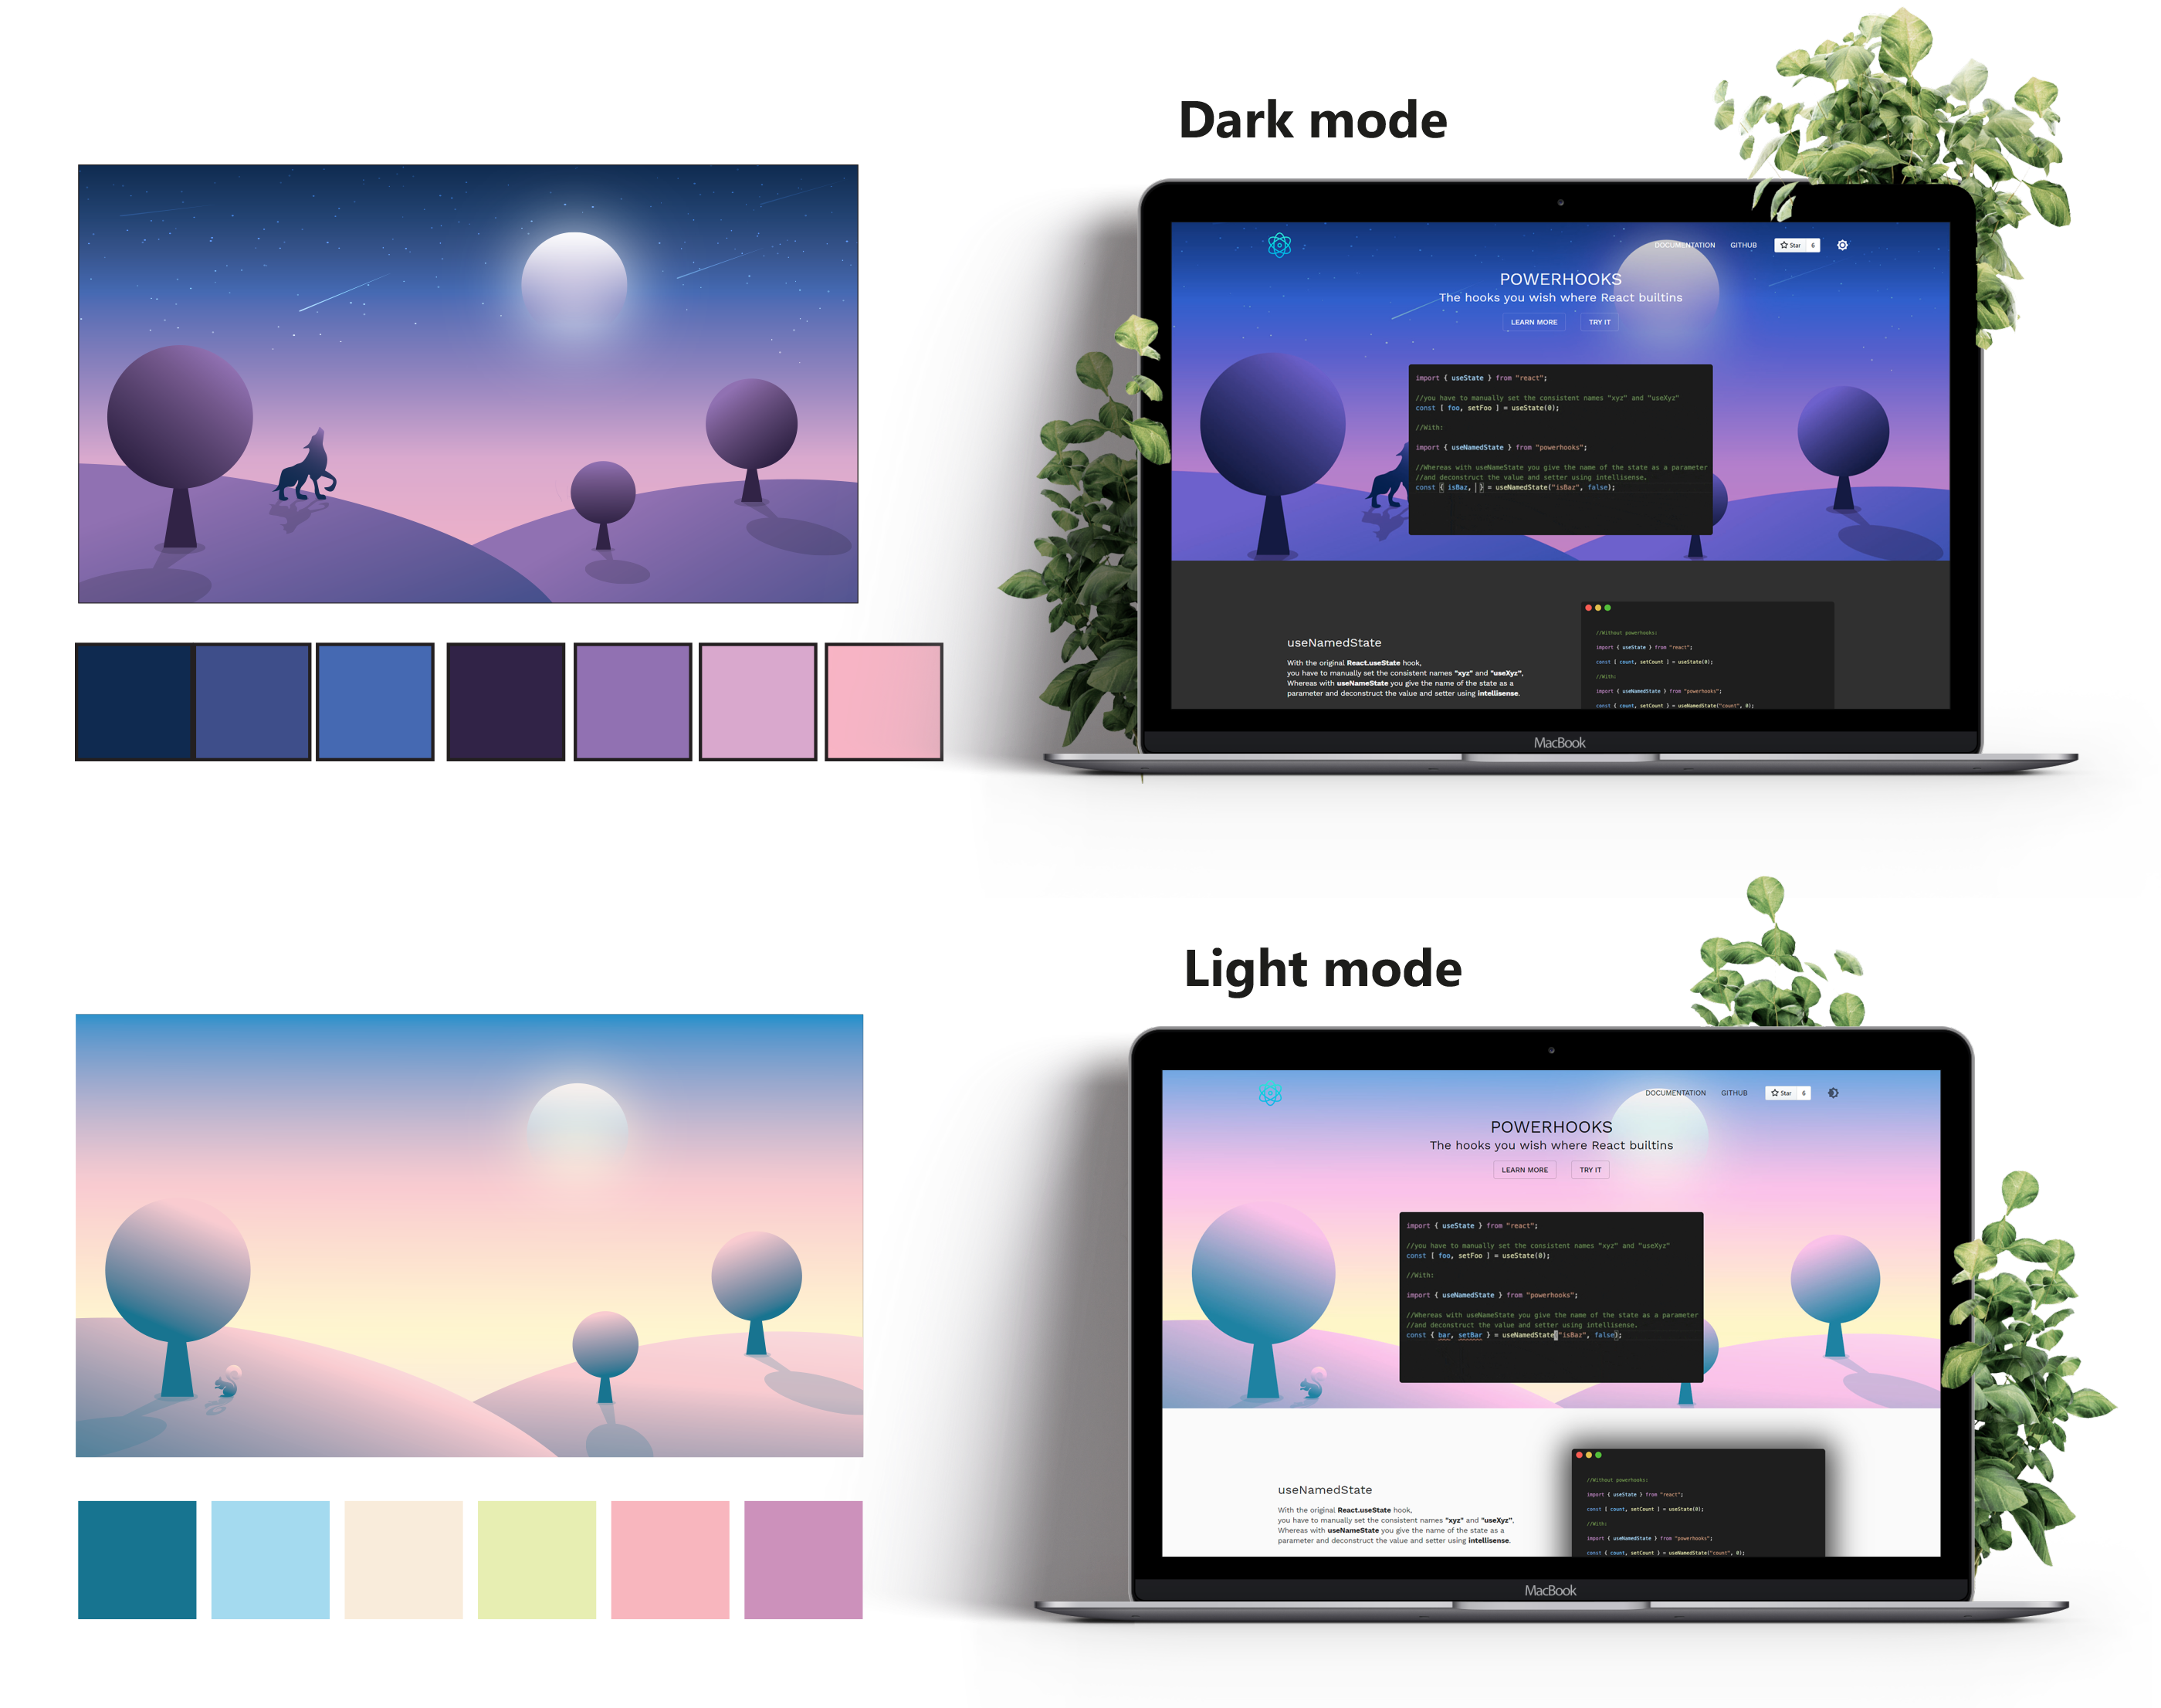 Dark mode
DOCUMENTATION GITHUB Star 6
POWERHOOKS
The hooks you wish where React builtins
LEARN MORE TRY IT
import { useState } from "react";
//you have to manually set the consistent names "xyz" and "useXyz"
const [ foo, setFoo ] = useState(0);
//With:
import { useNamedState } from "powerhooks";
//Whereas with useNameState you give the name of the state as a parameter
//and deconstruct the value and setter using intellisense.
const { isBaz, } = useNamedState("isBaz", false);
useNamedState
With the original React.useState hook,
you have to manually set the consistent names "xyz" and "useXyz",
Whereas with useNameState you give the name of the state as a
parameter and deconstruct the value and setter using intellisense.
//Without powerhooks:
import { useState } from "react";
const [ count, setCount ] = useState(0);
//With:
import { useNamedState } from "powerhooks";
const { count, setCount } = useNamedState("count", 0);
MacBook
Light mode
DOCUMENTATION GITHUB Star 6
POWERHOOKS
The hooks you wish where React builtins
LEARN MORE TRY IT
import { useState } from "react";
//you have to manually set the consistent names "xyz" and "useXyz"
const [ foo, setFoo ] = useState(0);
//With:
import { useNamedState } from "powerhooks";
//Whereas with useNameState you give the name of the state as a parameter
//and deconstruct the value and setter using intellisense.
const { bar, setBar } = useNamedState("isBaz", false);
useNamedState
With the original React.useState hook,
you have to manually set the consistent names "xyz" and "useXyz",
Whereas with useNameState you give the name of the state as a
parameter and deconstruct the value and setter using intellisense.
//Without powerhooks:
import { useState } from "react";
const [ count, setCount ] = useState(0);
//With:
import { useNamedState } from "powerhooks";
const { count, setCount } = useNamedState("count", 0);
MacBook